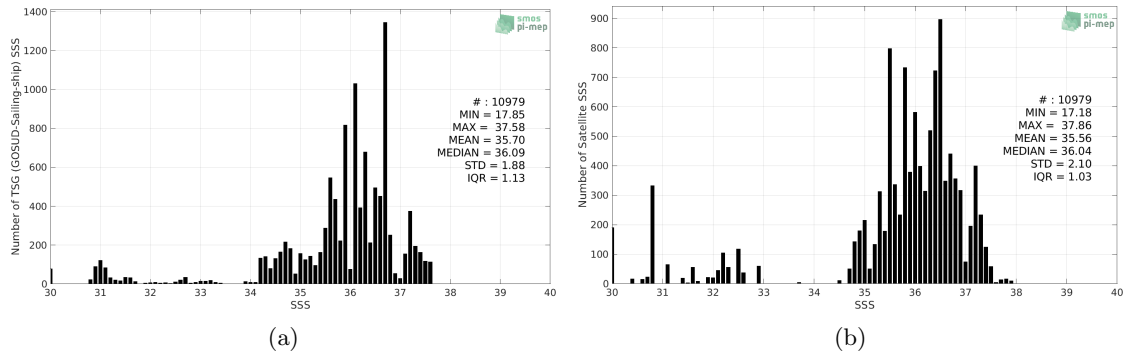 smos
pi-mep
Number of TSG (GOSUD-Sailing-ship) SSS
1400
1200
1000
800
600
400
200
0
# : 10979
MIN = 17.85
MAX = 37.58
MEAN = 35.70
MEDIAN = 36.09
STD = 1.88
IQR = 1.13
30 31 32 33 34 35 36 37 38 39 40
SSS
(a)
smos
pi-mep
Number of Satellite SSS
900
800
700
600
500
400
300
200
100
0
# : 10979
MIN = 17.18
MAX = 37.86
MEAN = 35.56
MEDIAN = 36.04
STD = 2.10
IQR = 1.03
30 31 32 33 34 35 36 37 38 39 40
SSS
(b)